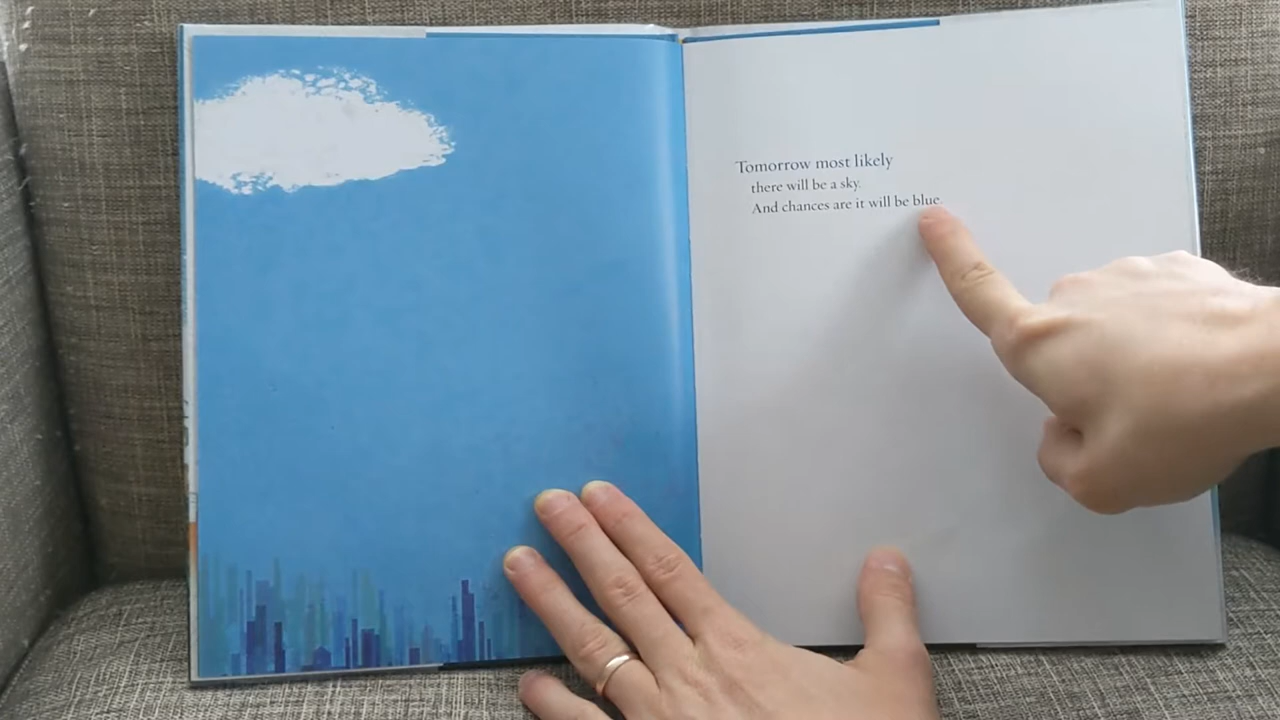 Tomorrow most likely
there will be a sky.
And chances are it will be blue.